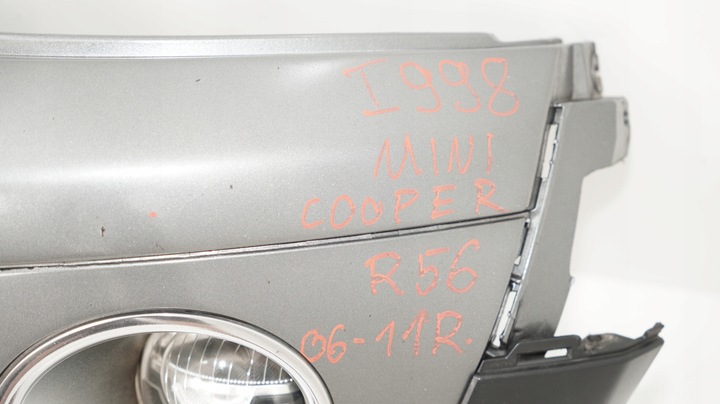 I998
MINI
COOPER
R56
06-11R.